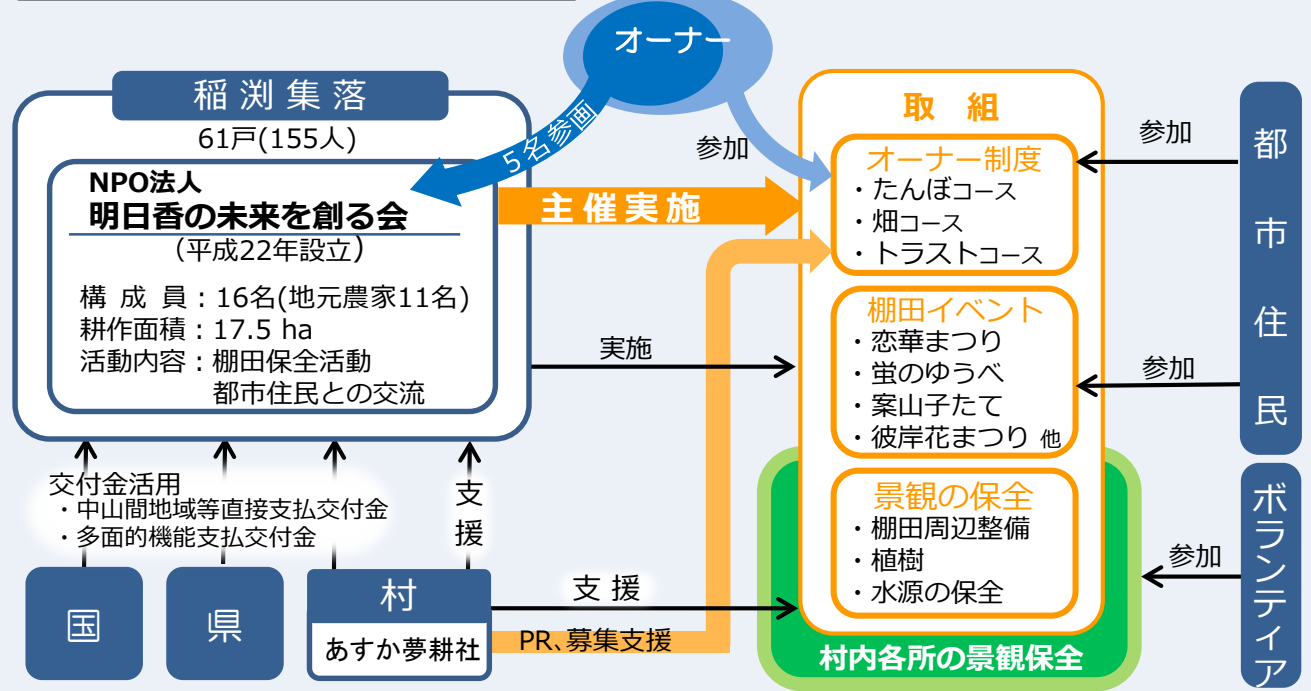 オーナー
稲渕集落
61戸(155人)
5名参画
NPO法人
明日香の未来を創る会
(平成22年設立)
構成員：16名(地元農家11名)
耕作面積：17.5 ha
活動内容：棚田保全活動
都市住民との交流
参加
主催実施
実施
取組
オーナー制度
・たんぼコース
・畑コース
・トラストコース
棚田イベント
・恋華まつり
・蛍のゆうべ
・案山子たて
・彼岸花まつり 他
景観の保全
・棚田周辺整備
・植樹
・水源の保全
村内各所の景観保全
参加
参加
参加
都市住民
ボランティア
交付金活用
・中山間地域等直接支払交付金
・多面的機能支払交付金
支援
国
県
村
あすか夢耕社
支援
PR、募集支援